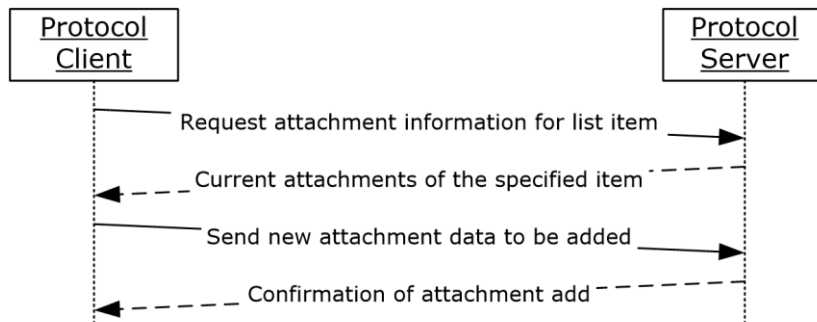 Protocol
Client
Protocol
Server
Request attachment information for list item
Current attachments of the specified item
Send new attachment data to be added
Confirmation of attachment add